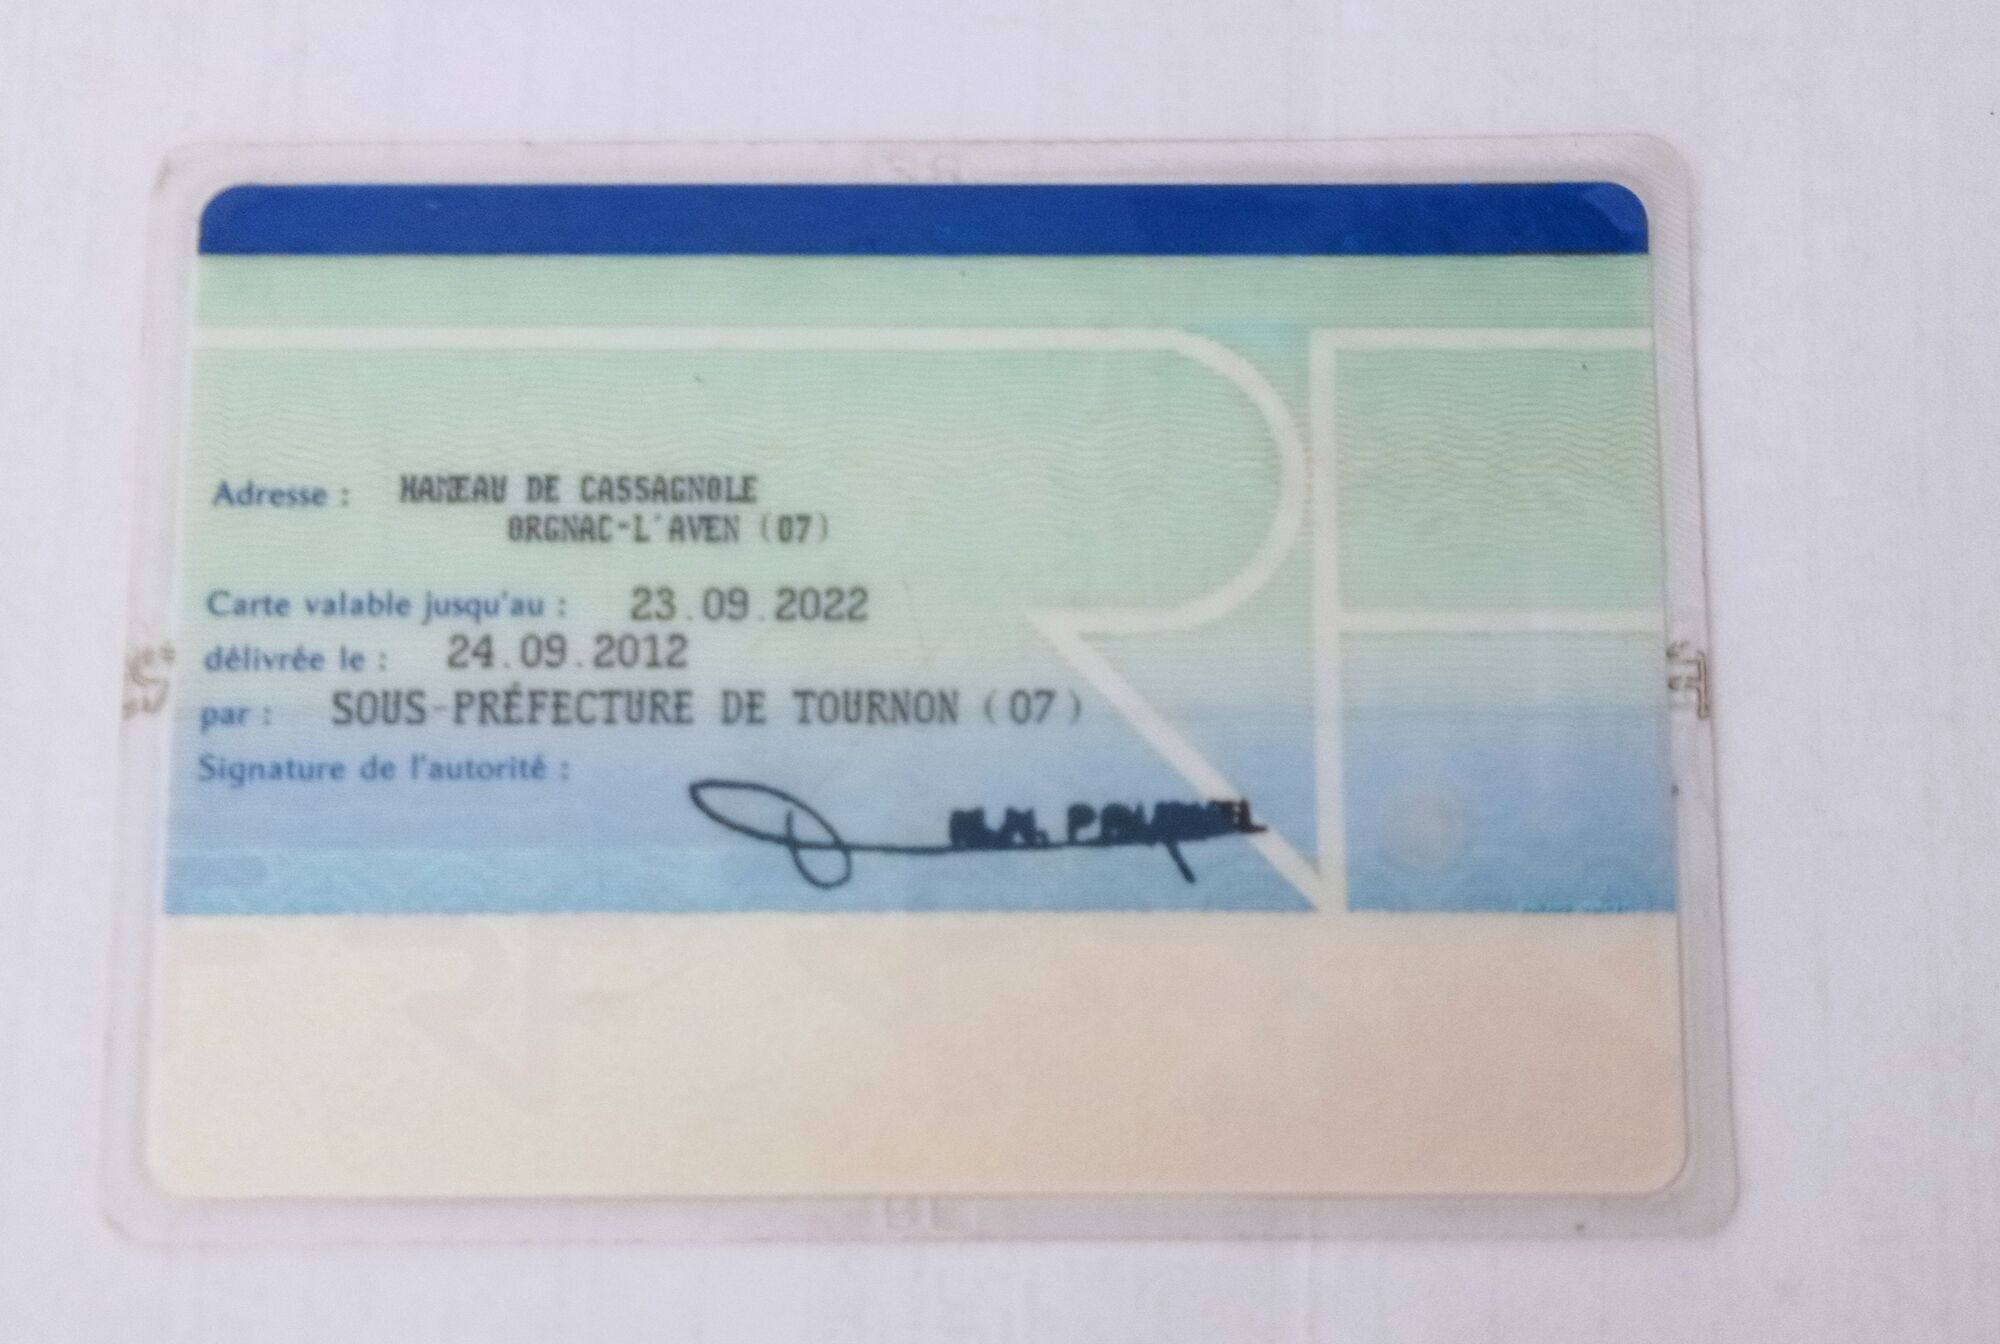 Adresse : HAMEAU DE CASSAGNOLE
ORGNAC-L'AVEN (07)
Carte valable jusqu'au : 23.09.2022
délivrée le : 24.09.2012
par : SOUS-PRÉFECTURE DE TOURNON (07)
Signature de l'autorité :
RF